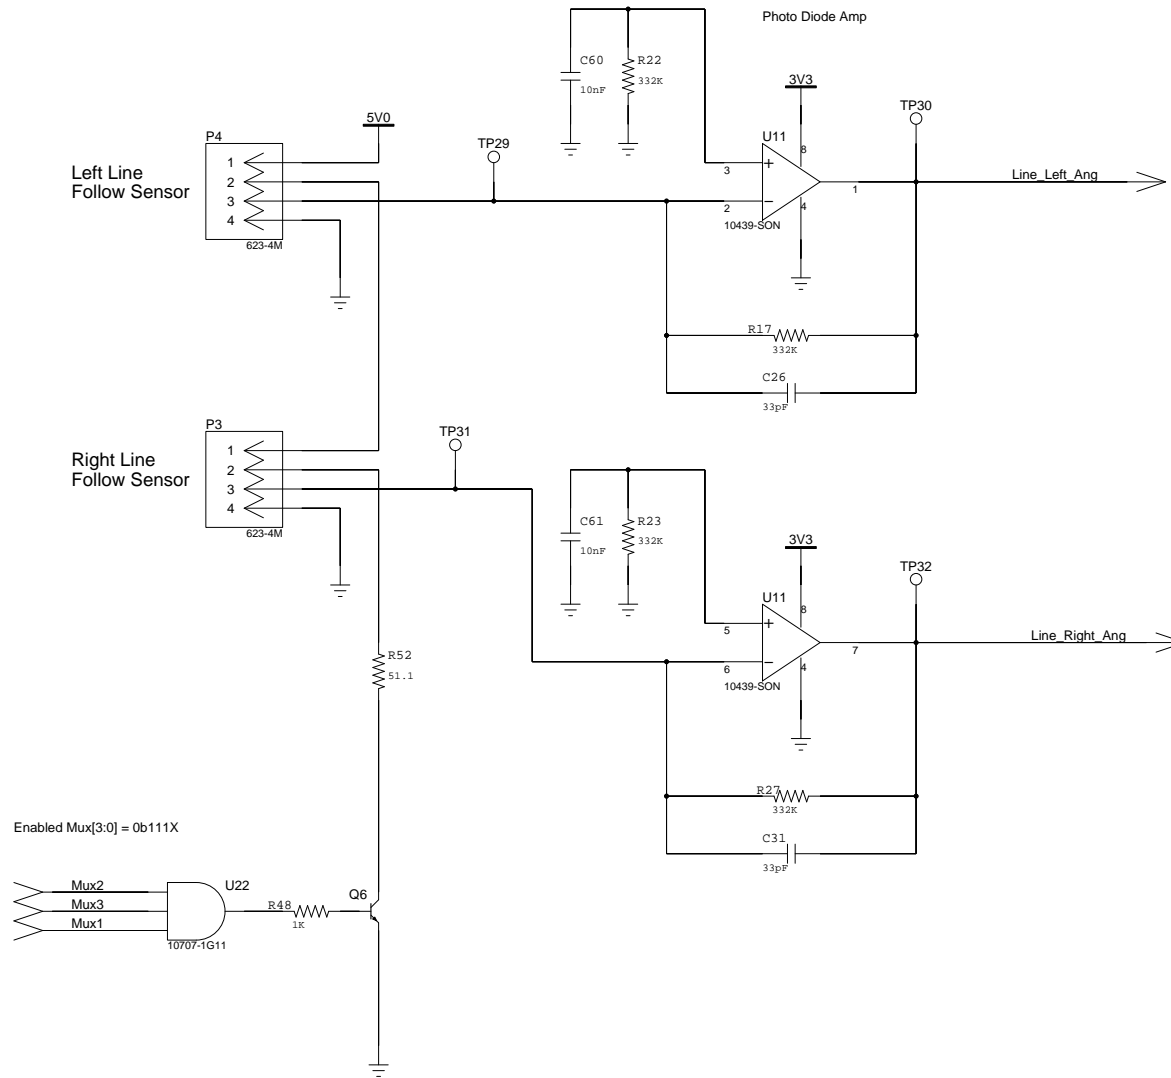 Photo Diode Amp
C60
10nF
R22
332K
3V3
TP30
5V0
P4
TP29
U11
8
Left Line
Follow Sensor
1
2
3
4
623-4M
3
2
1
4
10439-SON
Line_Left_Ang
R17
332K
C26
33pF
P3
TP31
Right Line
Follow Sensor
1
2
3
4
623-4M
C61
10nF
R23
332K
3V3
TP32
U11
8
5
6
7
4
10439-SON
Line_Right_Ang
R52
51.1
R27
332K
C31
33pF
Enabled Mux[3:0] = 0b111X
Mux2
Mux3
Mux1
U22
10707-1G11
R48
1K
Q6